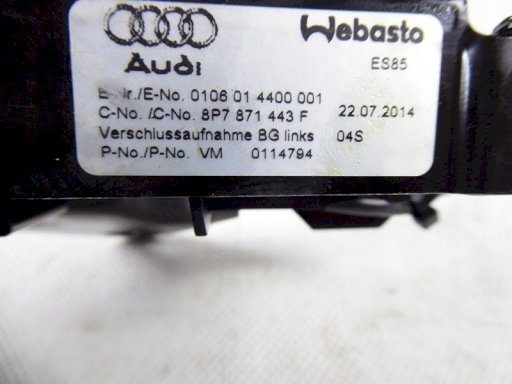 Audi Webasto
ES85
E-Nr./E-No. 0106 01 4400 001
C-No. /C-No. 8P7 871 443 F 22.07.2014
Verschlussaufnahme BG links 04S
P-No./P-No. VM 0114794